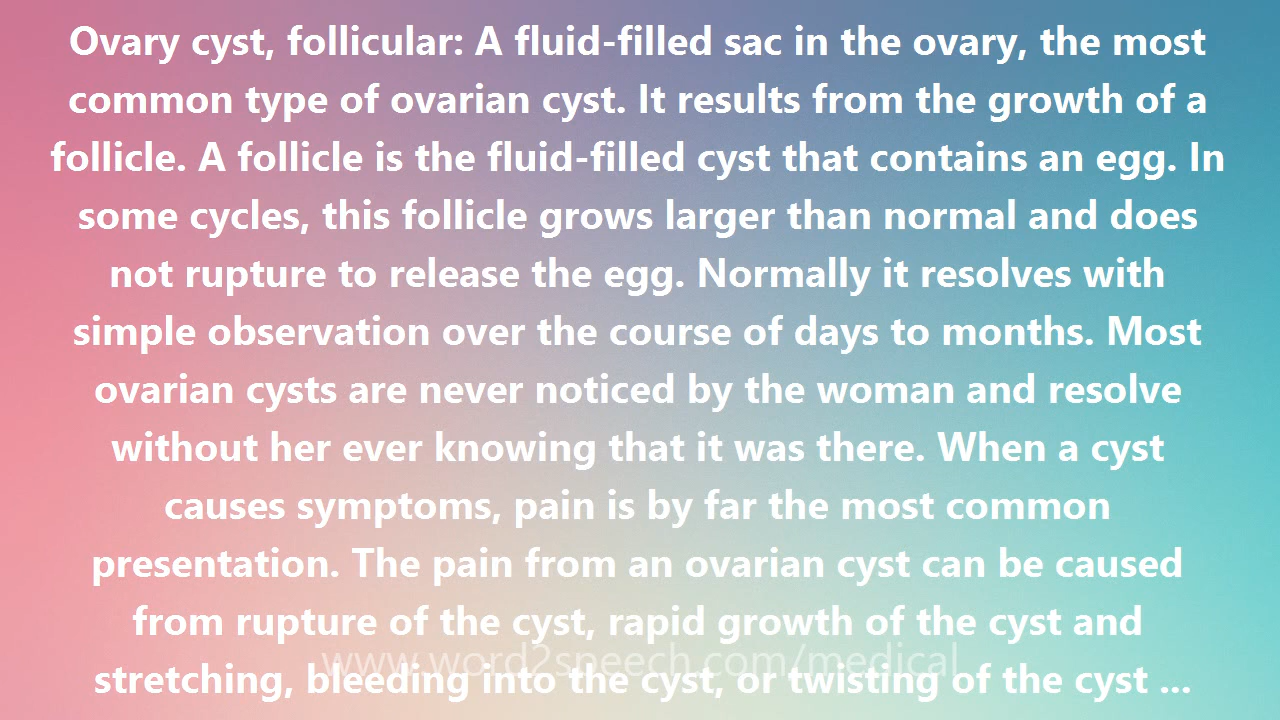 Ovary cyst, follicular: A fluid-filled sac in the ovary, the most
common type of ovarian cyst. It results from the growth of a
follicle. A follicle is the fluid-filled cyst that contains an egg. In
some cycles, this follicle grows larger than normal and does
not rupture to release the egg. Normally it resolves with
simple observation over the course of days to months. Most
ovarian cysts are never noticed by the woman and resolve
without her ever knowing that it was there. When a cyst
causes symptoms, pain is by far the most common
presentation. The pain from an ovarian cyst can be caused
from rupture of the cyst, rapid growth of the cyst and
www.word2speech.com/medical
stretching, bleeding into the cyst, or twisting of the cyst ...